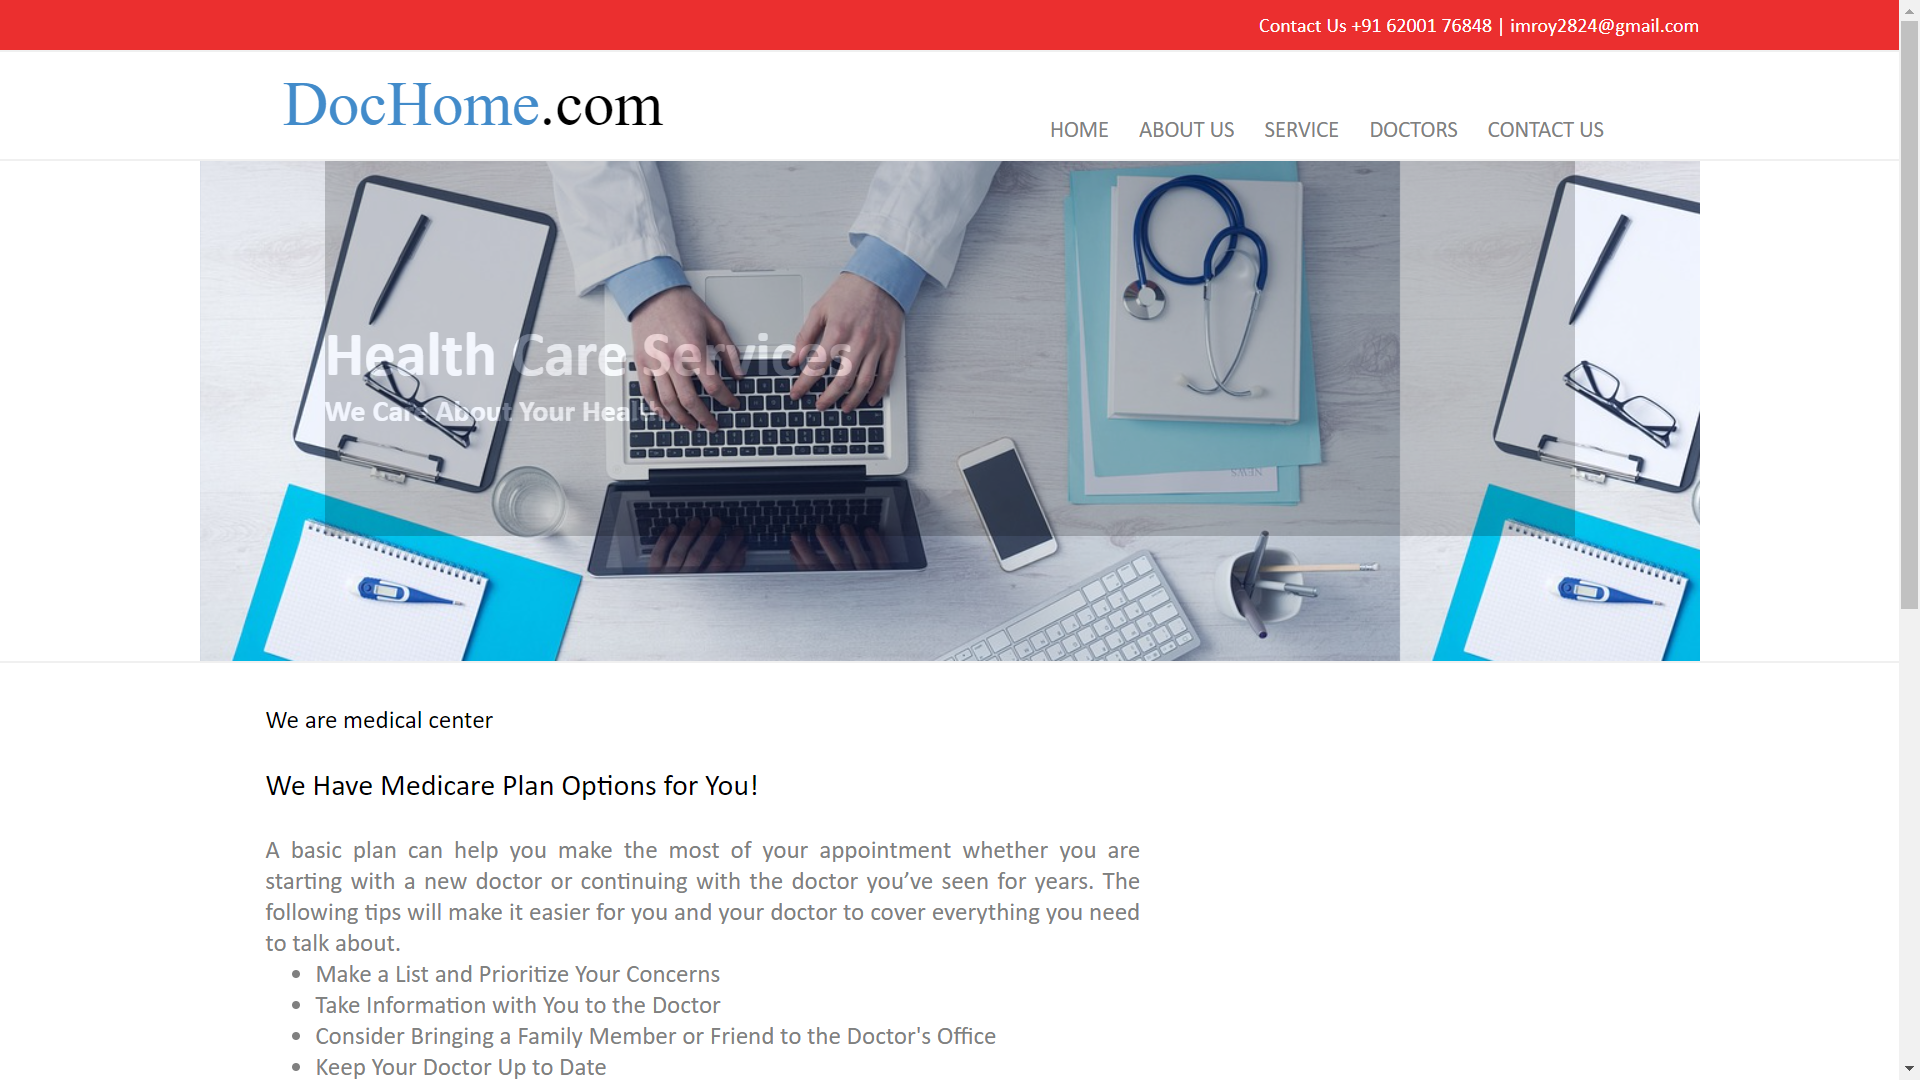 Contact Us +91 62001 76848 | imroy2824@gmail.com
DocHome.com
HOME ABOUT US SERVICE DOCTORS CONTACT US
Health Care Services
We Care About Your Health
NEWS
We are medical center
We Have Medicare Plan Options for You!
A basic plan can help you make the most of your appointment whether you are
starting with a new doctor or continuing with the doctor you’ve seen for years. The
following tips will make it easier for you and your doctor to cover everything you need
to talk about.
• Make a List and Prioritize Your Concerns
• Take Information with You to the Doctor
• Consider Bringing a Family Member or Friend to the Doctor's Office
• Keep Your Doctor Up to Date